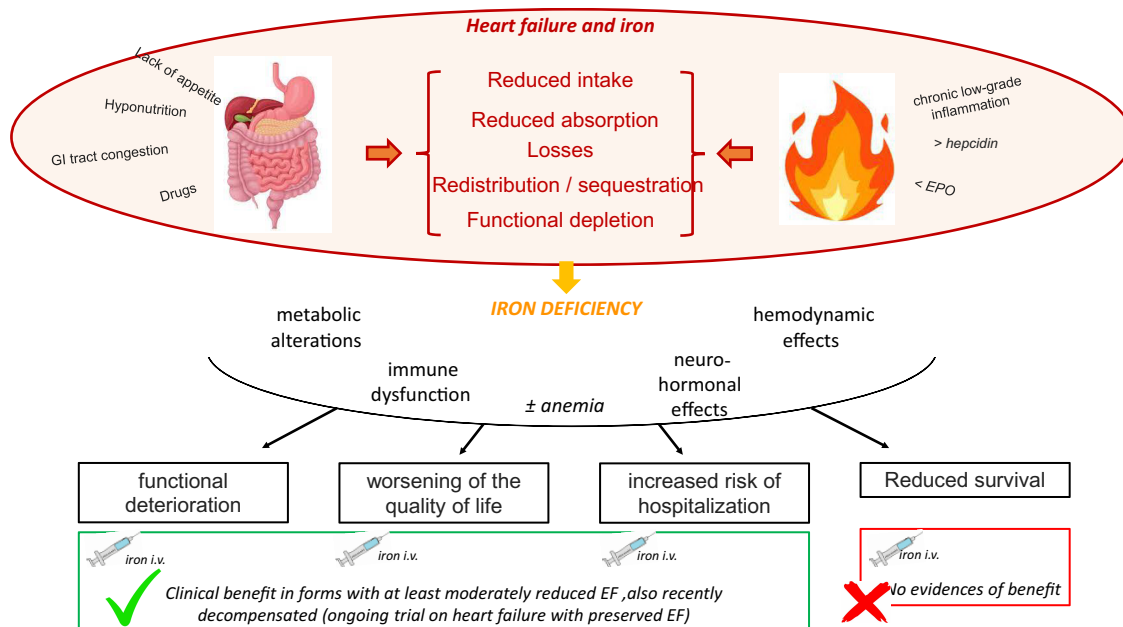 Heart failure and iron
Lack of appetite
Hyponutrition
GI tract congestion
Drugs
Reduced intake
Reduced absorption
Losses
Redistribution / sequestration
Functional depletion
chronic low-grade
inflammation
> hepcidin
< EPO
IRON DEFICIENCY
metabolic
alterations
immune
dysfunction
± anemia
neuro-
hormonal
effects
hemodynamic
effects
functional
deterioration
worsening of the
quality of life
increased risk of
hospitalization
Reduced survival
iron i.v.
iron i.v.
iron i.v.
iron i.v.
Clinical benefit in forms with at least moderately reduced EF ,also recently
decompensated (ongoing trial on heart failure with preserved EF)
No evidences of benefit